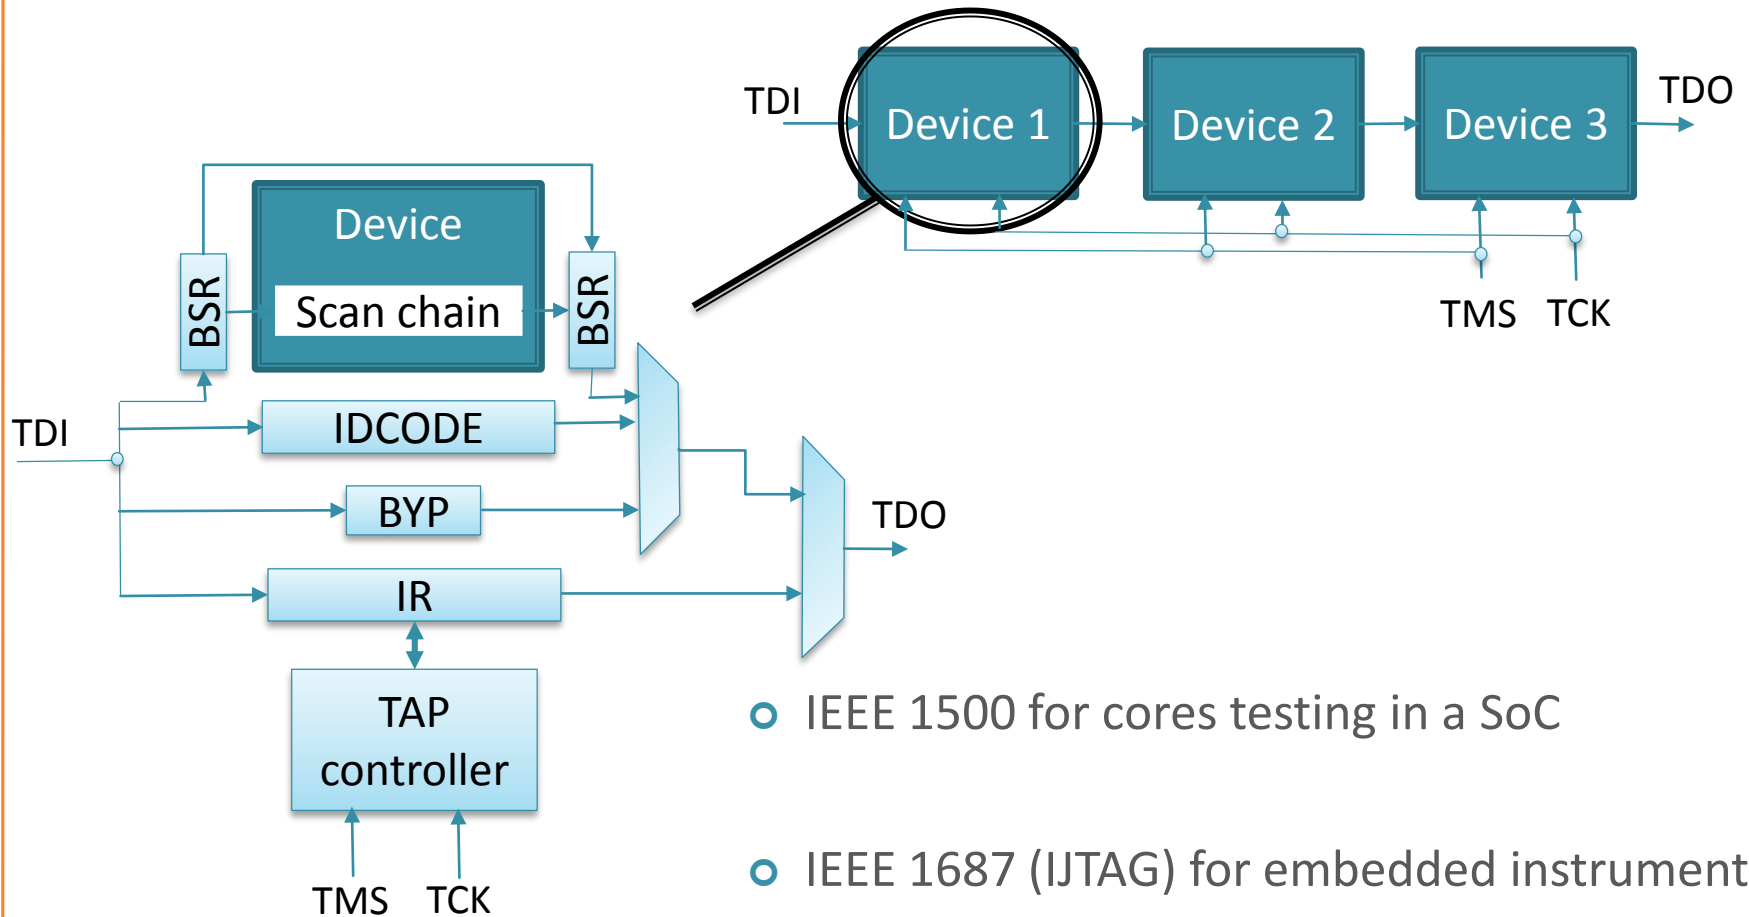 TDI
Device 1
Device 2
Device 3
TDO
TMS
TCK
Device
BSR
Scan chain
BSR
TDI
IDCODE
BYP
TDO
IR
TAP
controller
TMS
TCK
IEEE 1500 for cores testing in a SoC
IEEE 1687 (IJTAG) for embedded instrument